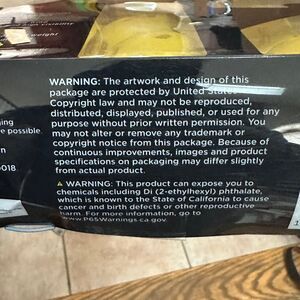 visibility
weight
WARNING: The artwork and design of this
package are protected by United States
Copyright law and may not be reproduced,
distributed, displayed, published, or used for any
purpose without prior written permission. You
may not alter or remove any trademark or
copyright notice from this package. Because of
continuous improvements, images and product
specifications on packaging may differ slightly
from actual product.
e possible.
⚠ WARNING: This product can expose you to
chemicals including Di (2-ethylhexyl) phthalate,
which is known to the State of California to cause
cancer and birth defects or other reproductive
harm. For more information, go to
www.P65Warnings.ca.gov